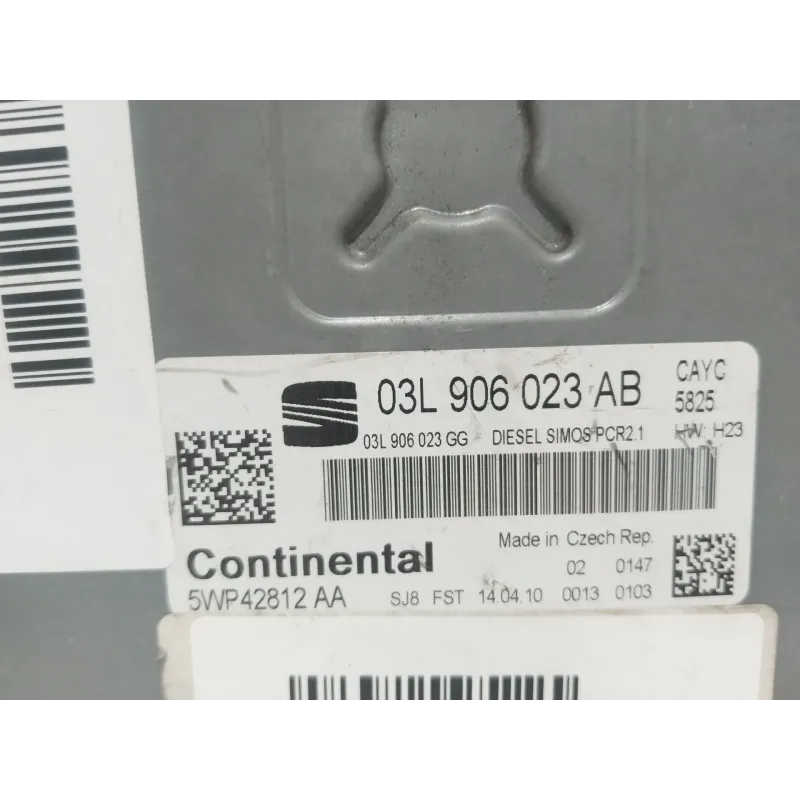 03L 906 023 AB
CAYC
5825
03L 906 023 GG DIESEL SIMOS PCR2.1 HW: H23
Continental
Made in Czech Rep.
02 0147
5WP42812 AA SJ8 FST 14.04.10 0013 0103